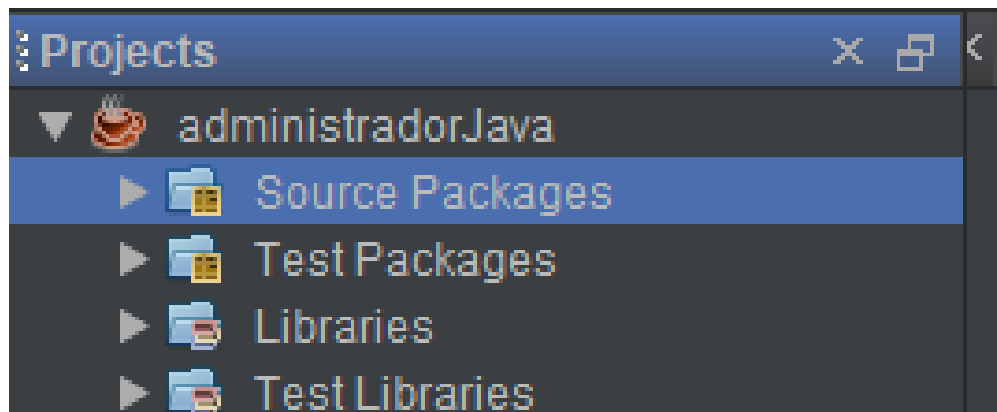 Projects
administradorJava
Source Packages
Test Packages
Libraries
Test Libraries